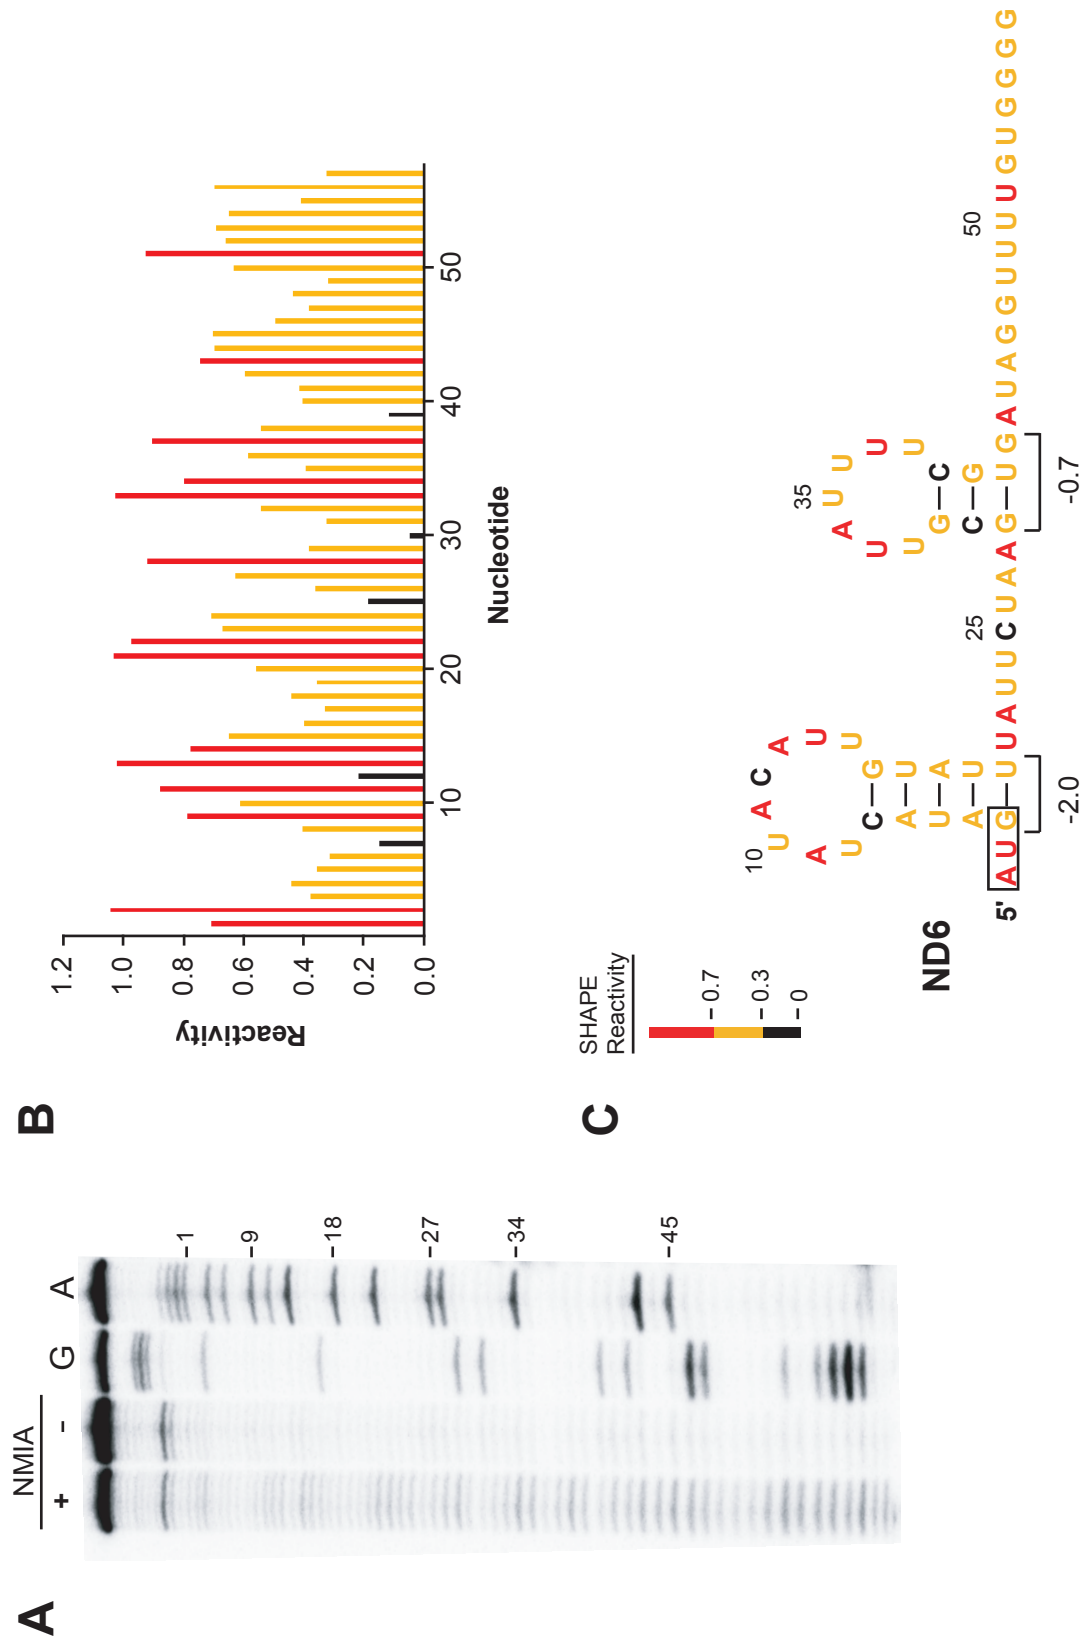 A
NMIA
+ - G A
-1
-9
-18
-27
-34
-45
B
Reactivity
1.2
1.0
0.8
0.6
0.4
0.2
0.0
10 20 30 40 50
Nucleotide
C
SHAPE
Reactivity
- 0.7
- 0.3
- 0
ND6
10
U A C A
A U
U U
C—G
A—U
U—A
A—U
35
A U U U
U U
U U
G—C
C—G
25
50
5' A U G—U U A U U C U A A G—U G A U A G G U U U U G U G G G G
-2.0
-0.7